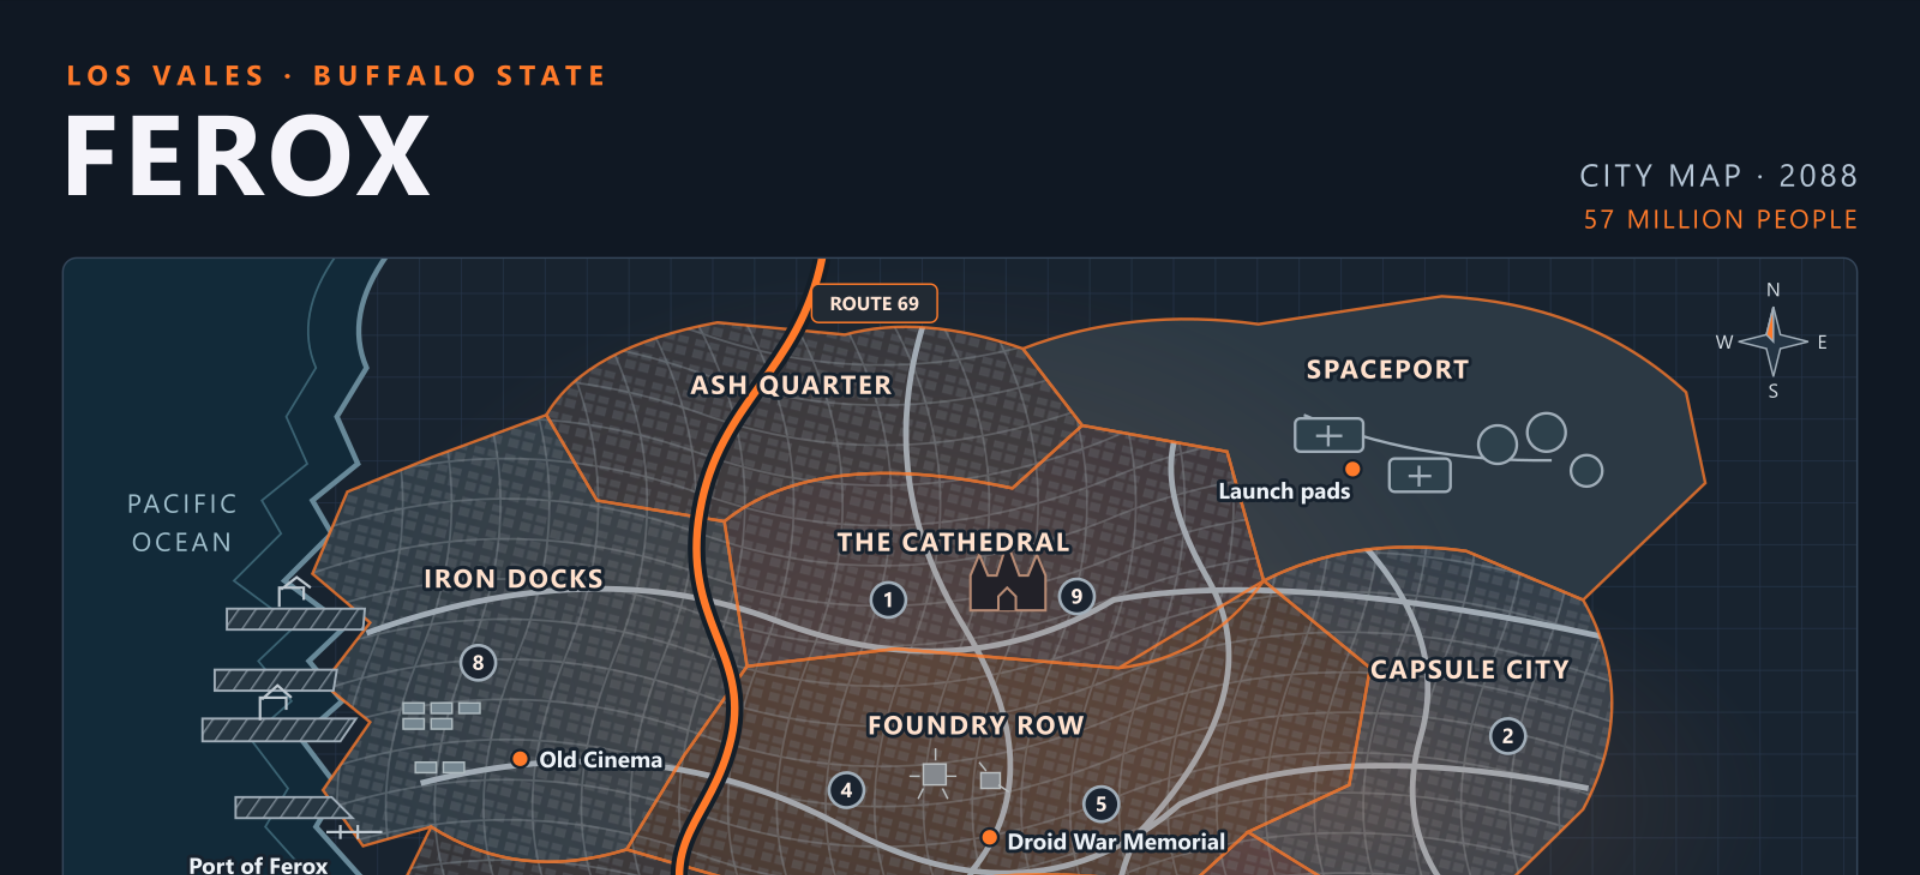 LOS VALES · BUFFALO STATE
FEROX
CITY MAP · 2088
57 MILLION PEOPLE
ROUTE 69
N
W
E
S
ASH QUARTER
SPACEPORT
Launch pads
PACIFIC
OCEAN
THE CATHEDRAL
IRON DOCKS
1
9
8
CAPSULE CITY
FOUNDRY ROW
2
Old Cinema
4
5
Droid War Memorial
Port of Ferox